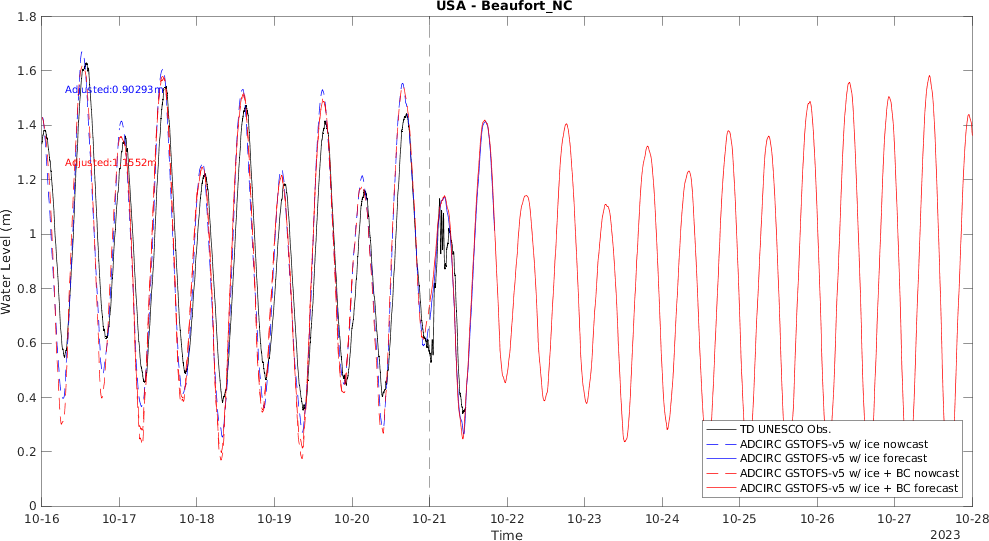 USA - Beaufort_NC
1.8
1.6
1.4
1.2
1
0.8
0.6
0.4
0.2
0
Water Level (m)
Adjusted:0.90293m
Adjusted:1.1552m
TD UNESCO Obs.
ADCIRC GSTOFS-v5 w/ ice nowcast
ADCIRC GSTOFS-v5 w/ ice forecast
ADCIRC GSTOFS-v5 w/ ice + BC nowcast
ADCIRC GSTOFS-v5 w/ ice + BC forecast
10-16 10-17 10-18 10-19 10-20 10-21 10-22 10-23 10-24 10-25 10-26 10-27 10-28
Time
2023